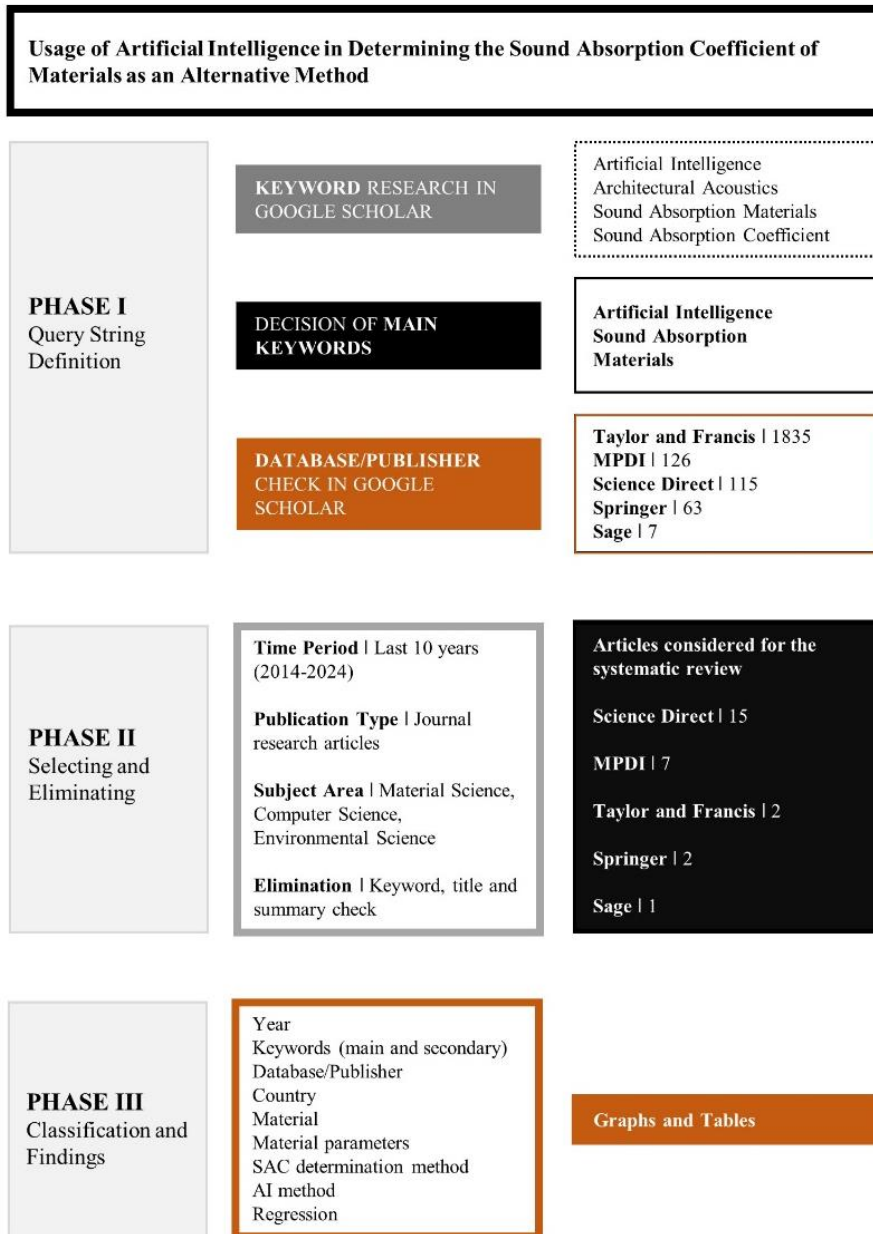 Usage of Artificial Intelligence in Determining the Sound Absorption Coefficient of
Materials as an Alternative Method
PHASE I
Query String
Definition
KEYWORD RESEARCH IN
GOOGLE SCHOLAR
Artificial Intelligence
Architectural Acoustics
Sound Absorption Materials
Sound Absorption Coefficient
DECISION OF MAIN
KEYWORDS
Artificial Intelligence
Sound Absorption
Materials
DATABASE/PUBLISHER
CHECK IN GOOGLE
SCHOLAR
Taylor and Francis | 1835
MPDI | 126
Science Direct | 115
Springer | 63
Sage | 7
PHASE II
Selecting and
Eliminating
Time Period | Last 10 years
(2014-2024)
Publication Type | Journal
research articles
Subject Area | Material Science,
Computer Science,
Environmental Science
Elimination | Keyword, title and
summary check
Articles considered for the
systematic review
Science Direct | 15
MPDI | 7
Taylor and Francis | 2
Springer | 2
Sage | 1
PHASE III
Classification and
Findings
Year
Keywords (main and secondary)
Database/Publisher
Country
Material
Material parameters
SAC determination method
AI method
Regression
Graphs and Tables